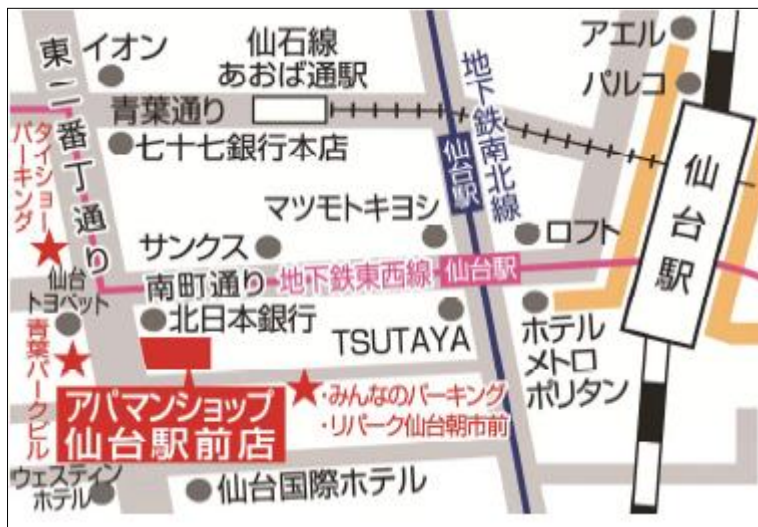 東二番丁通り
イオン
仙石線
あおば通駅
アエル
パルコ
青葉通り
地下鉄南北線
仙台駅
タイショー
パーキング
七十七銀行本店
仙台駅
マツモトキヨシ
ロフト
サンクス
南町通り
地下鉄東西線
仙台駅
仙台
トヨペット
北日本銀行
TSUTAYA
ホテル
メトロ
ポリタン
青葉パークビル
アパマンショップ
仙台駅前店
・みんなのパーキング
・リパーク仙台朝市前
ウェスティン
ホテル
仙台国際ホテル